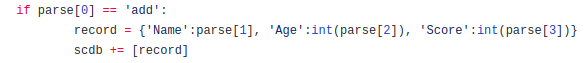 if parse[0] == 'add':
record = {'Name':parse[1], 'Age':int(parse[2]), 'Score':int(parse[3])}
scdb += [record]